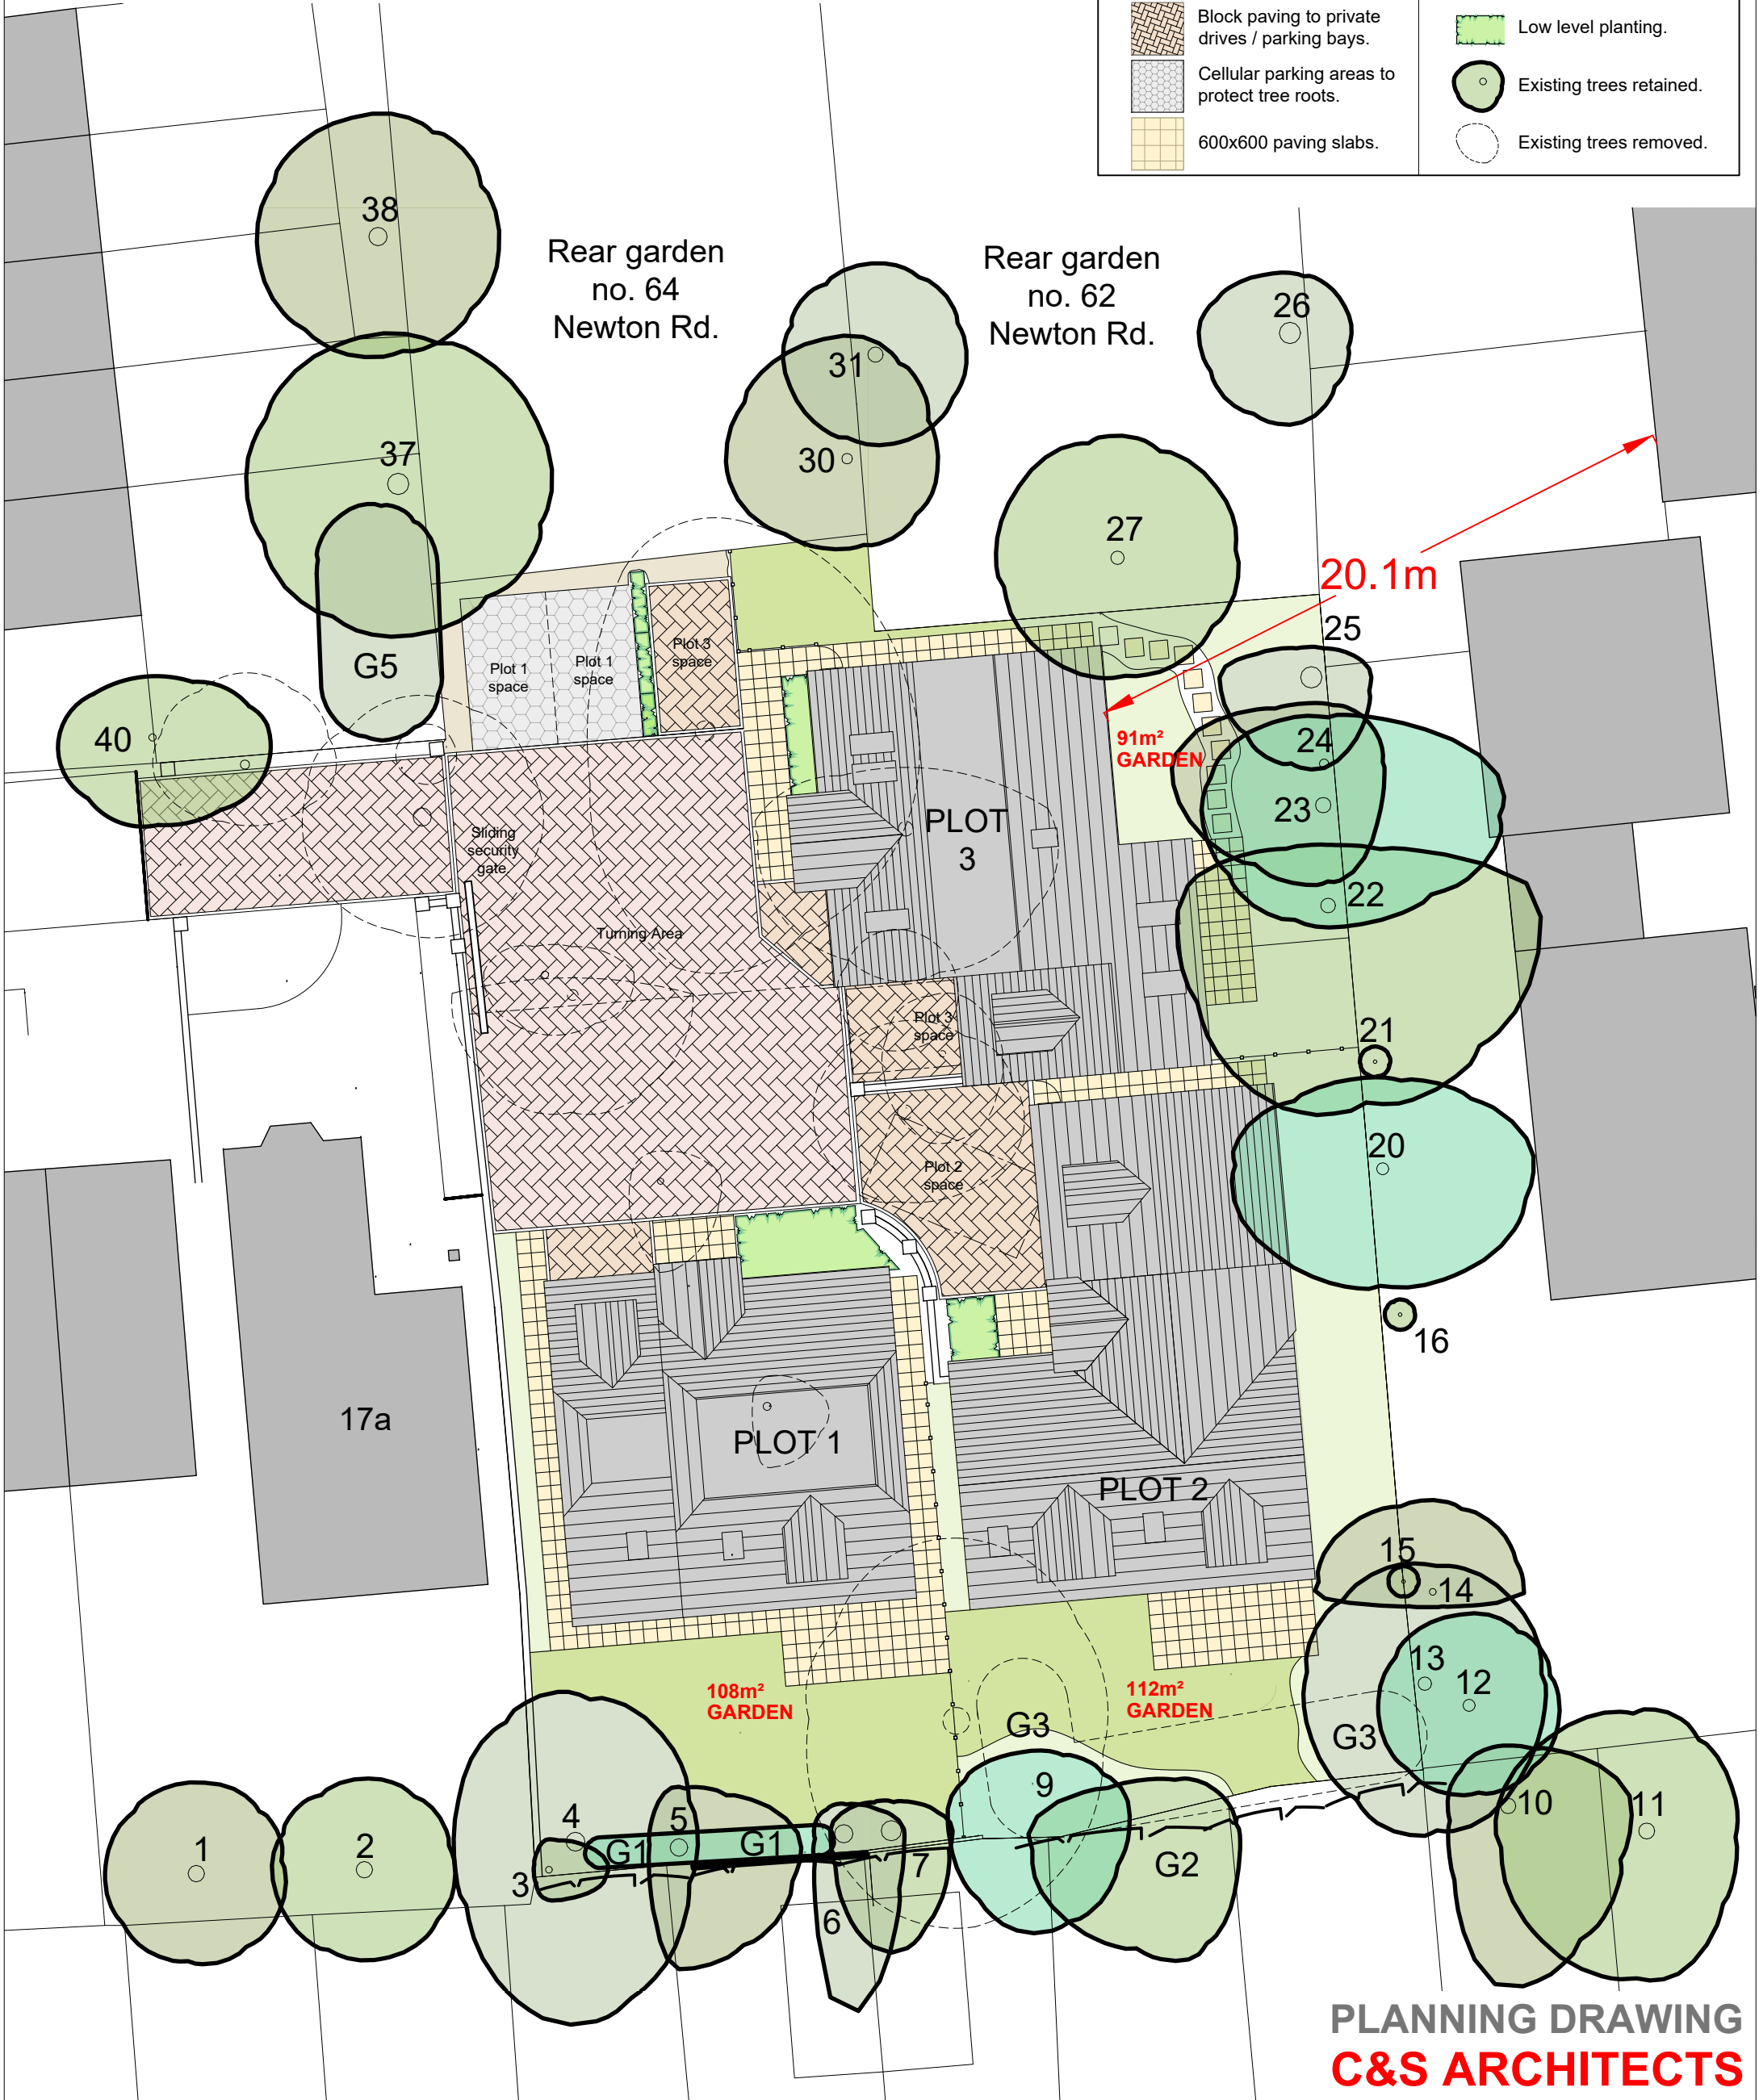 Block paving to private
drives / parking bays.
Cellular parking areas to
protect tree roots.
600x600 paving slabs.
Low level planting.
Existing trees retained.
Existing trees removed.
38
Rear garden
no. 64
Newton Rd.
Rear garden
no. 62
Newton Rd.
26
31
30
37
27
20.1m
25
G5
Plot 1
space
Plot 1
space
Plot 3
space
40
91m²
GARDEN
24
23
Sliding
security
gate.
PLOT
3
22
Turning Area
Plot 3
space
21
20
Plot 2
space
16
17a
PLOT 1
PLOT 2
15
14
13
12
108m²
GARDEN
112m²
GARDEN
G3
G3
9
10
11
1
2
4
5
G1
G1
3
7
6
G2
PLANNING DRAWING
C&S ARCHITECTS